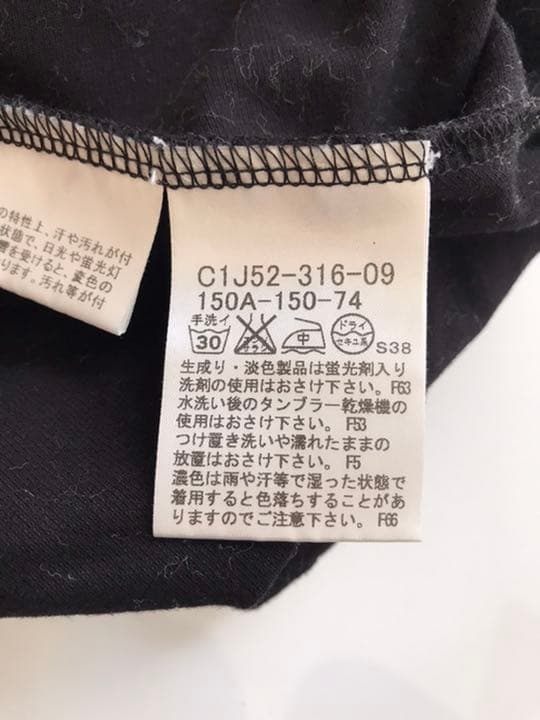 の特性上、汗や汚れが付
状態で、日光や蛍光灯
響を受けると、変色の
ります。汚れ等が付
C1J52-316-09
150A-150-74
手洗イ
30
エンソ
サラシ
中
ドライ
セキユ系
S38
生成り・淡色製品は蛍光剤入り
洗剤の使用はおさけ下さい。F63
水洗い後のタンブラー乾燥機の
使用はおさけ下さい。F53
つけ置き洗いや濡れたままの
放置はおさけ下さい。F5
濃色は雨や汗等で湿った状態で
着用すると色落ちすることがあ
りますのでご注意下さい。F66